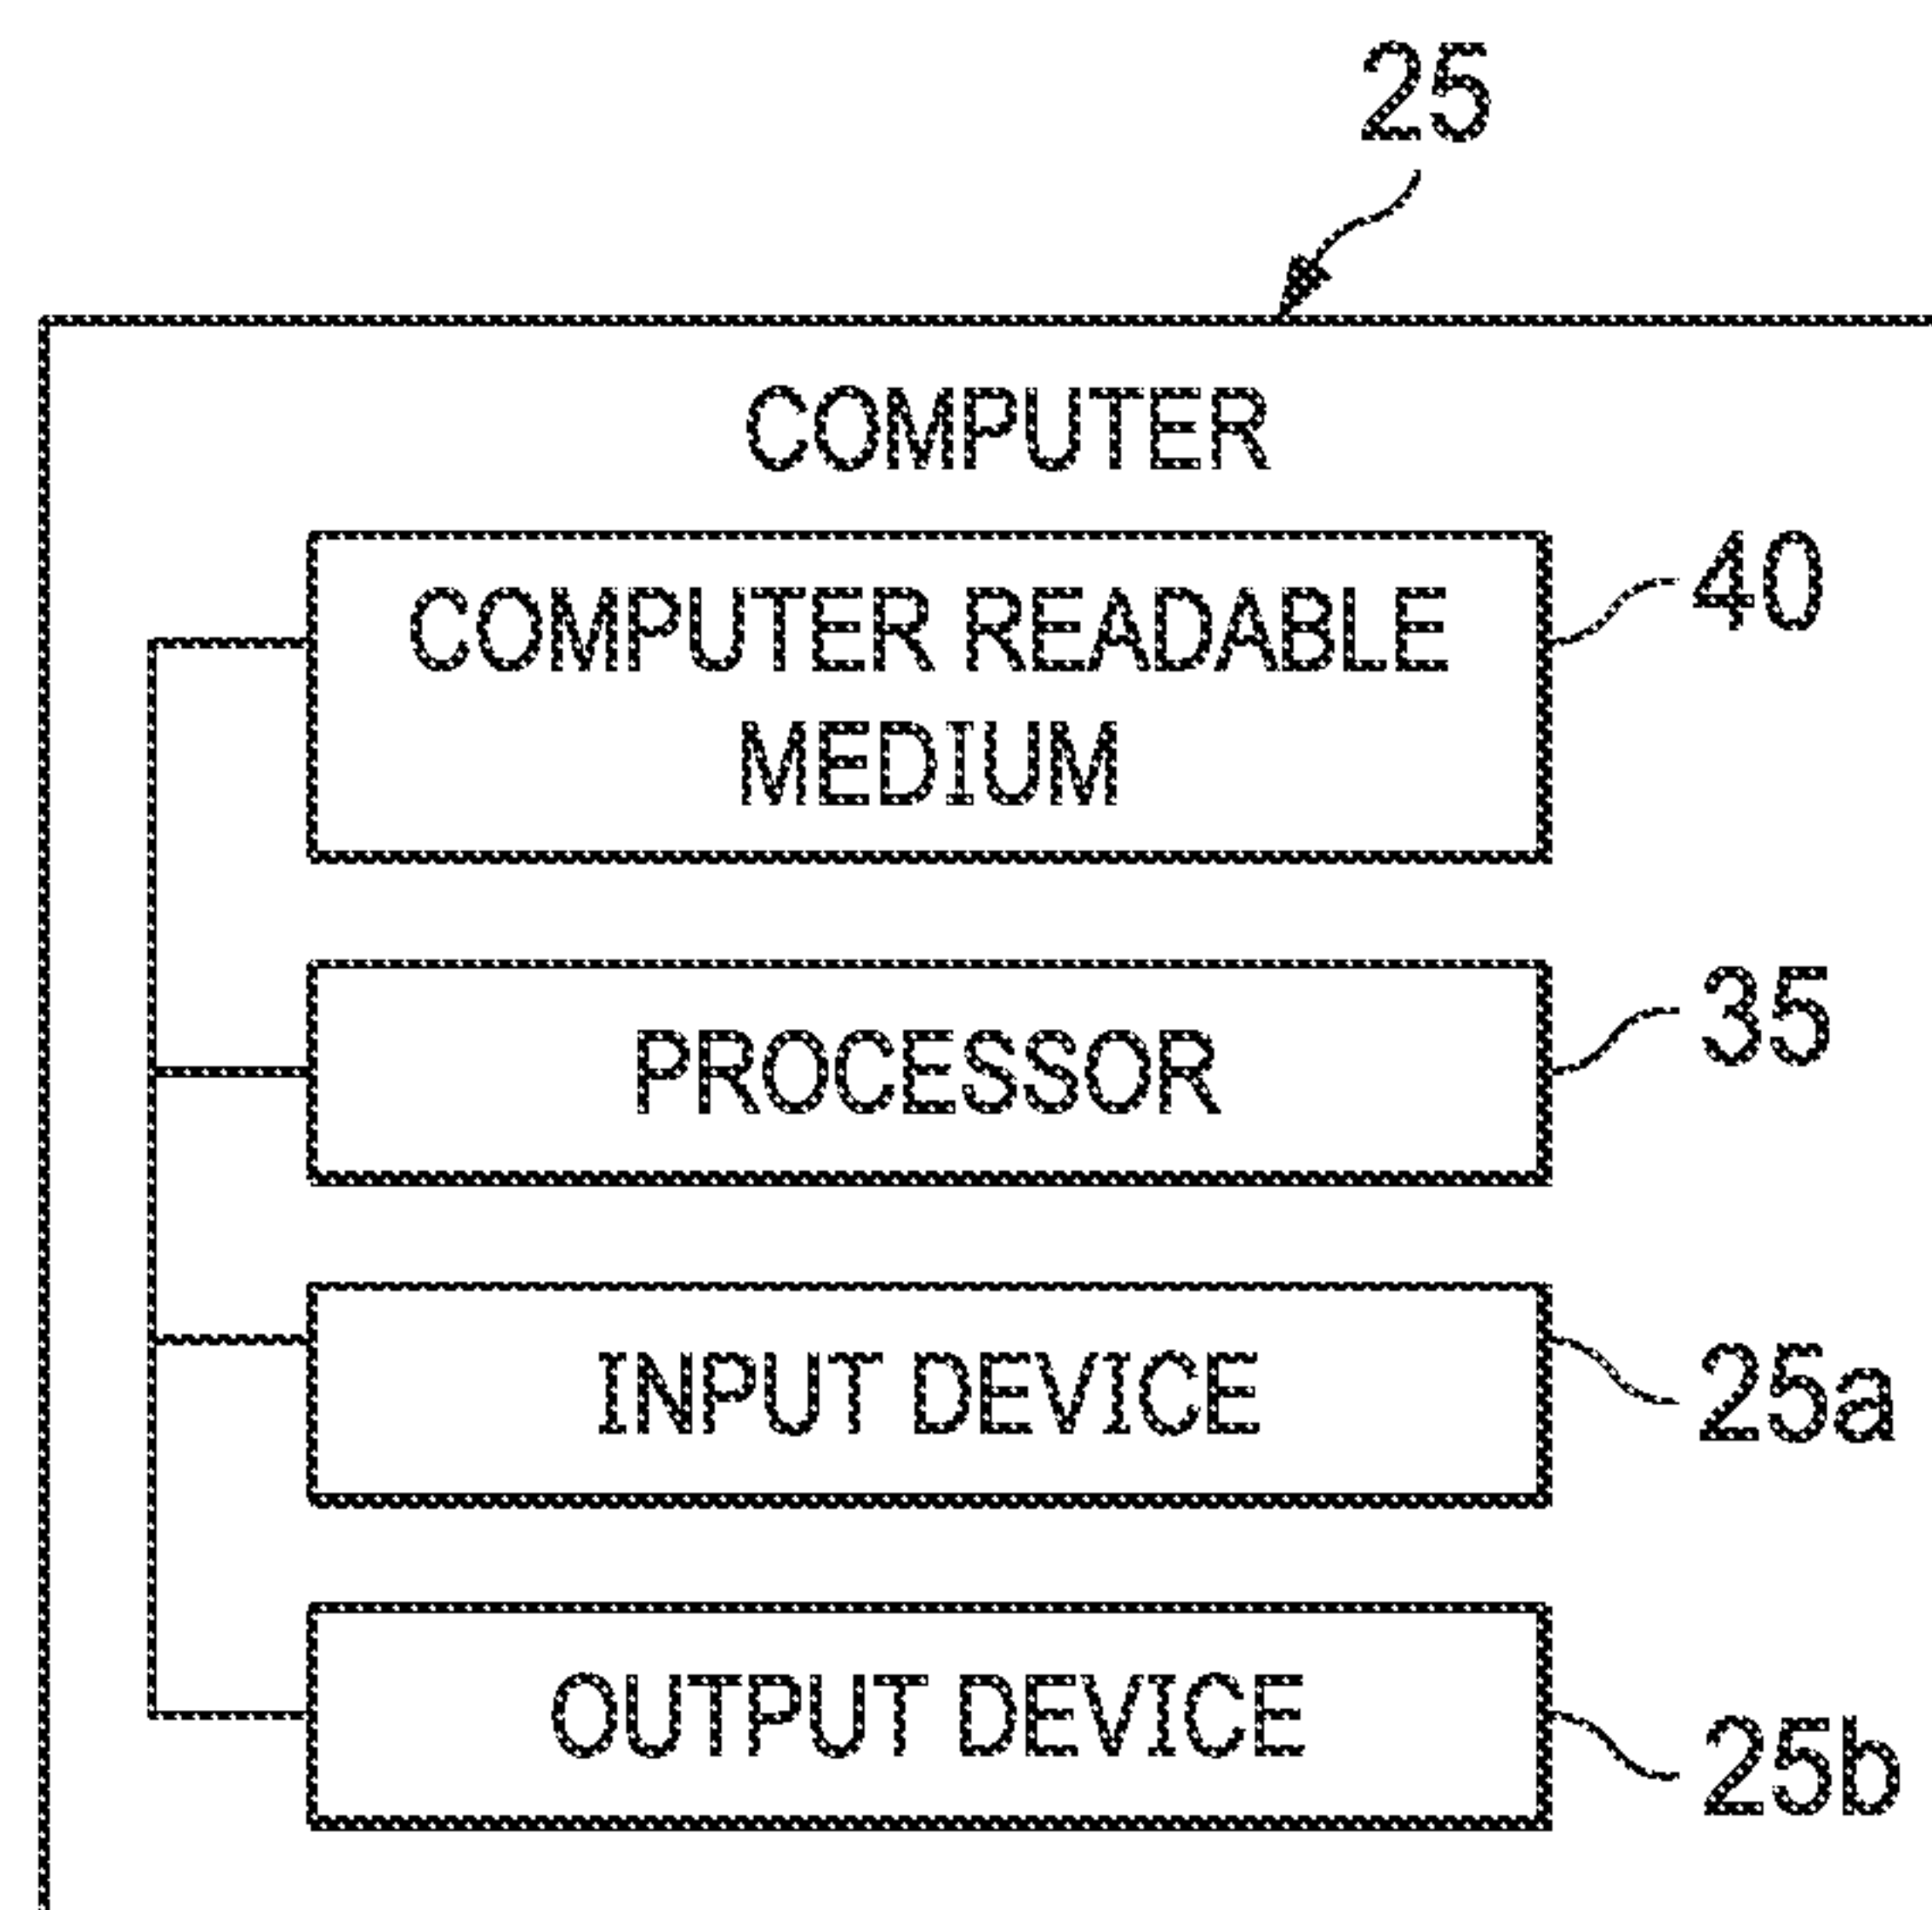 25
COMPUTER
COMPUTER READABLE
MEDIUM
40
PROCESSOR
35
INPUT DEVICE
25a
OUTPUT DEVICE
25b